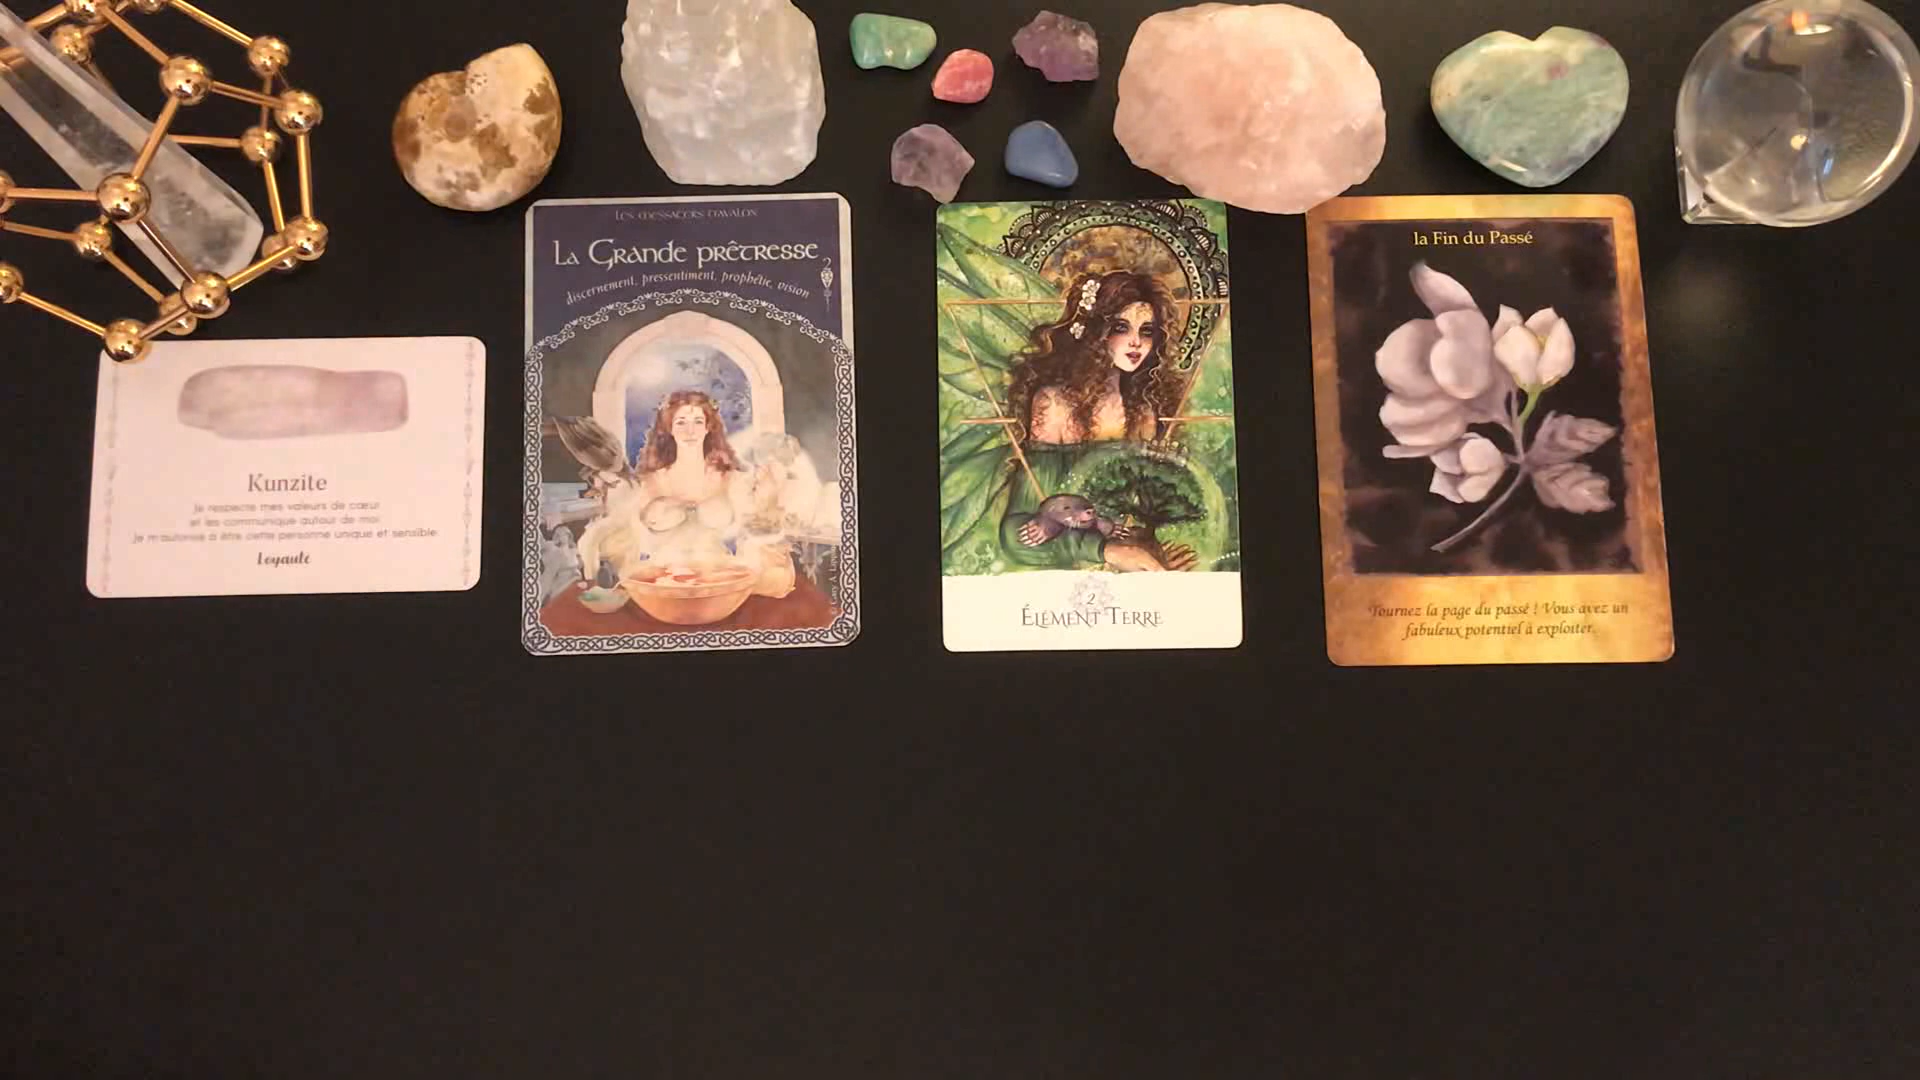 Kunzite
Je respecte mes valeurs de cœur
et les communique autour de moi
Je m'autorise à être cette personne unique et sensible.
Loyauté
Les messagers d'Avalon
La Grande prêtresse
discernement, pressentiment, prophétie, vision
2
Élément Terre
la Fin du Passé
Tournez la page du passé ! Vous avez un
fabuleux potentiel à exploiter.